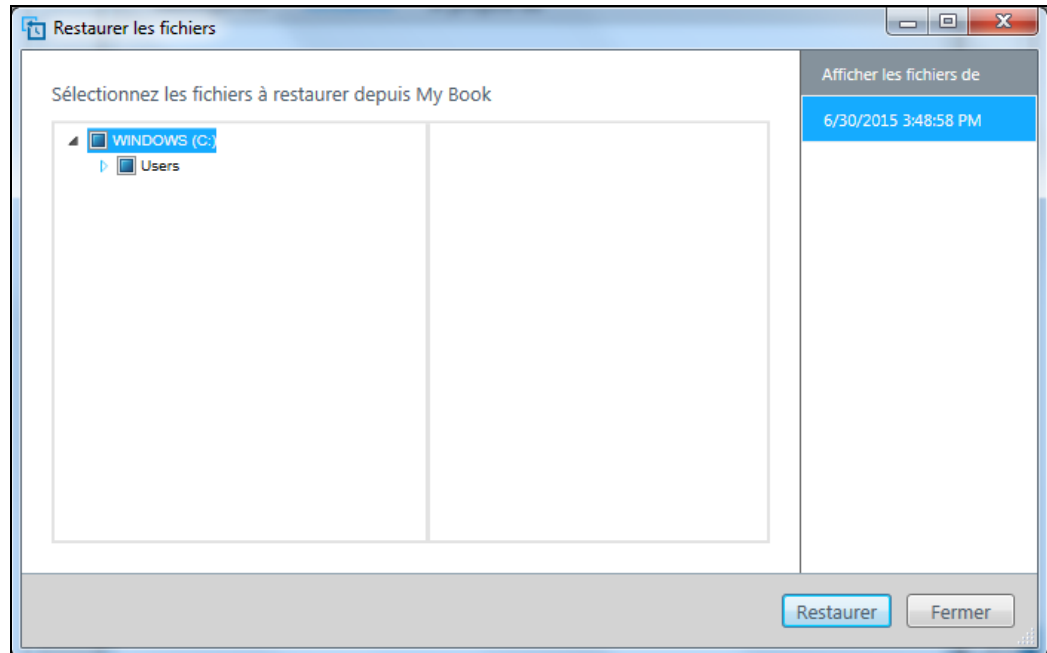 Restaurer les fichiers
Sélectionnez les fichiers à restaurer depuis My Book
WINDOWS (C:)
Users
Afficher les fichiers de
6/30/2015 3:48:58 PM
Restaurer
Fermer